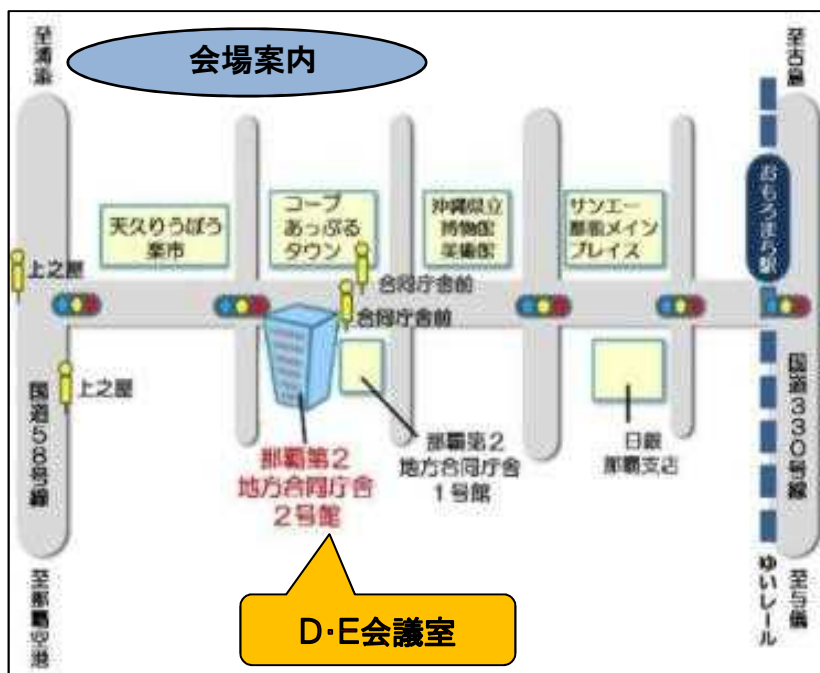 会場案内
至浦添
至古島
天久りうぼう
楽市
コープ
あっぷる
タウン
沖縄県立
博物館
美術館
サンエー
那覇メイン
プレイス
おもろまち駅
上之屋
合同庁舎前
合同庁舎前
上之屋
国道58号線
那覇第2
地方合同庁舎
2号館
那覇第2
地方合同庁舎
1号館
日銀
那覇支店
国道330号線
至那覇空港
D・E会議室
ゆいレール
至与儀